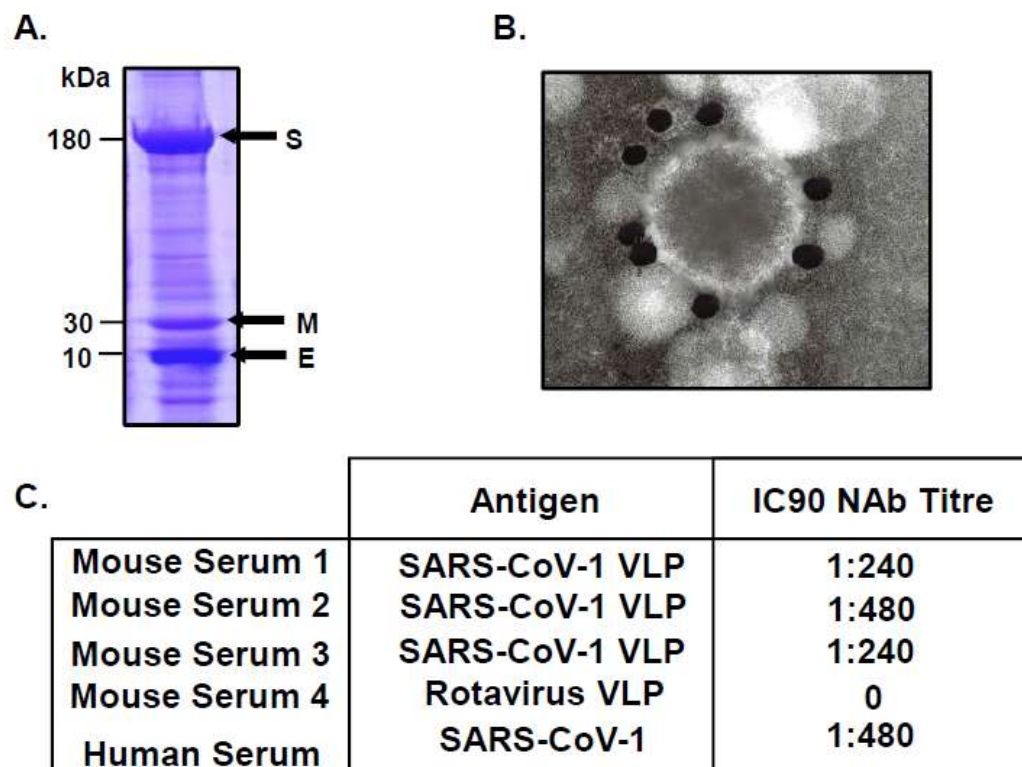 A.
B.
kDa
180
S
30
M
10
E
C.
Antigen
IC90 NAb Titre
Mouse Serum 1
SARS-CoV-1 VLP
1:240
Mouse Serum 2
SARS-CoV-1 VLP
1:480
Mouse Serum 3
SARS-CoV-1 VLP
1:240
Mouse Serum 4
Rotavirus VLP
0
Human Serum
SARS-CoV-1
1:480